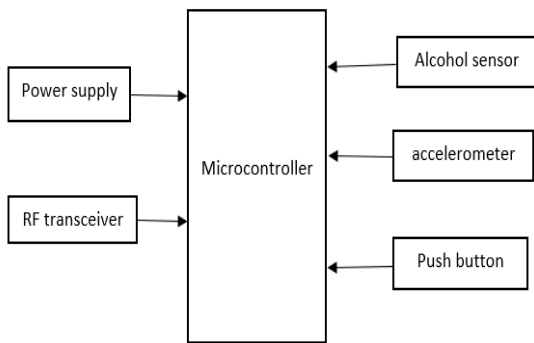 Power supply
RF transceiver
Microcontroller
Alcohol sensor
accelerometer
Push button